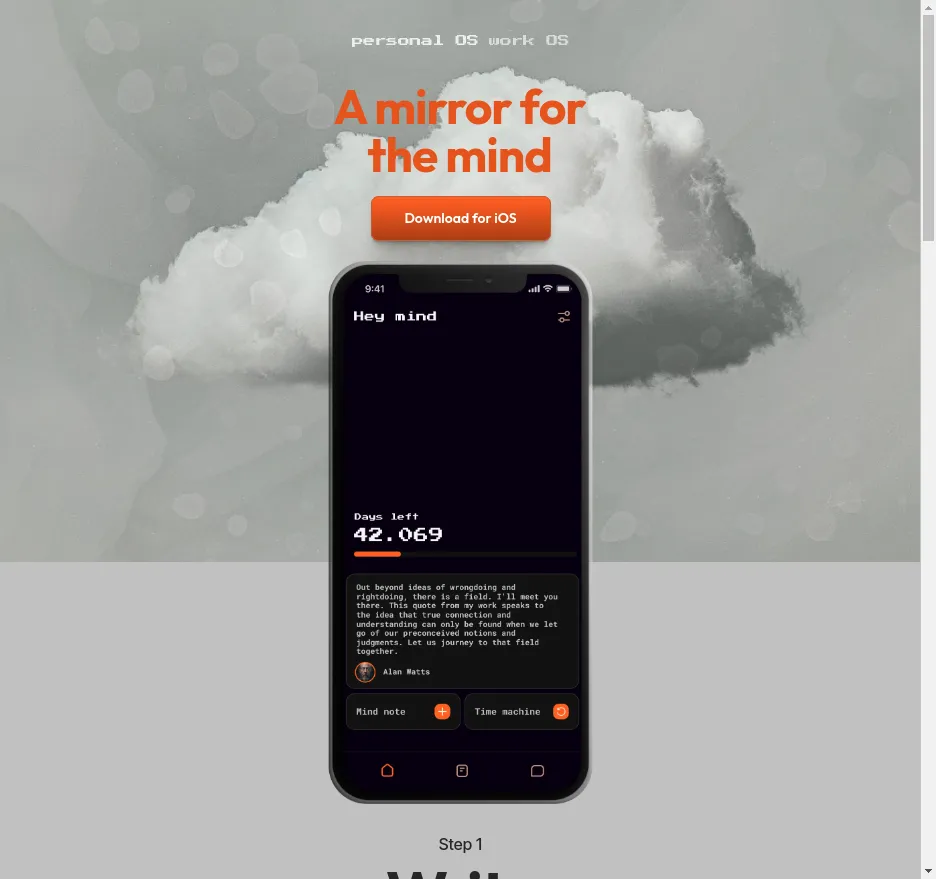 personal OS work OS
A mirror for
the mind
Download for iOS
9:41
Hey mind
Days left
42.069
Out beyond ideas of wrongdoing and
rightdoing, there is a field. I'll meet you
there. This quote from my work speaks to
the idea that true connection and
understanding can only be found when we let
go of our preconceived notions and
judgments. Let us journey to that field
together.
Alan Watts
Mind note
Time machine
Step 1